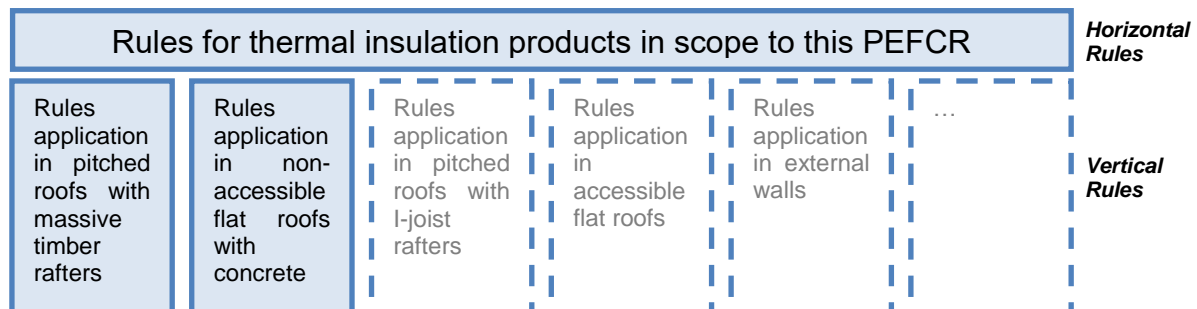 Rules for thermal insulation products in scope to this PEFCR
Horizontal
Rules
Rules
application
in pitched
roofs with
massive
timber
rafters
Rules
application
in non-
accessible
flat roofs
with
concrete
Rules
application
in pitched
roofs with
I-joist
rafters
Rules
application
in
accessible
flat roofs
Rules
application
in external
walls
…
Vertical
Rules